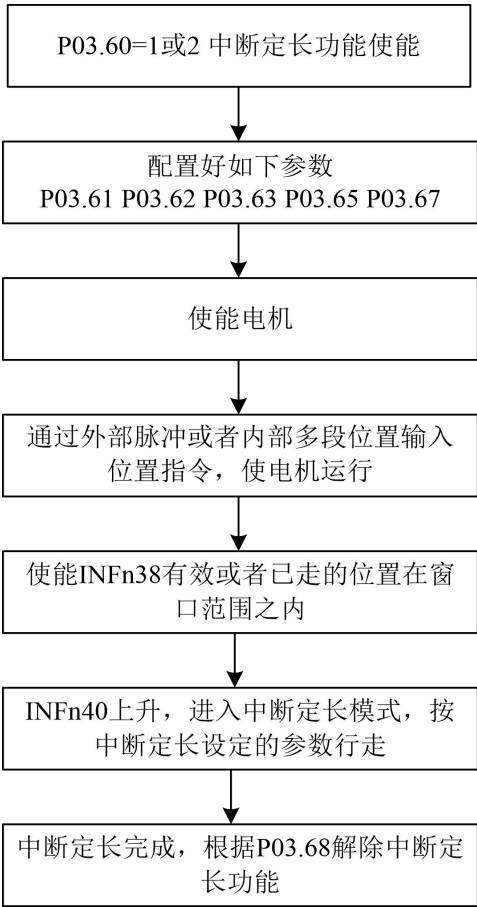 P03.60=1或2 中断定长功能使能
配置好如下参数
P03.61 P03.62 P03.63 P03.65 P03.67
使能电机
通过外部脉冲或者内部多段位置输入
位置指令，使电机运行
使能INFn38有效或者已走的位置在窗
口范围之内
INFn40上升，进入中断定长模式，按
中断定长设定的参数行走
中断定长完成，根据P03.68解除中断定
长功能